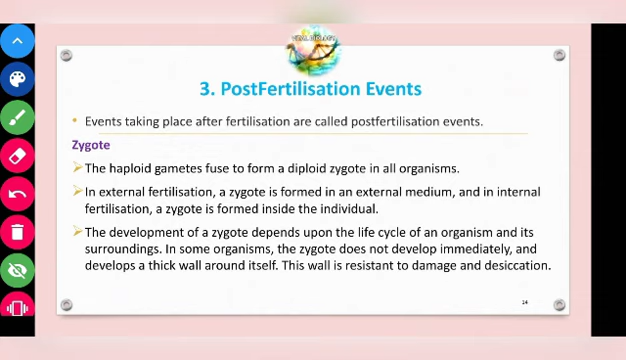 VITAL BIOLOGY
3. PostFertilisation Events
• Events taking place after fertilisation are called postfertilisation events.
Zygote
The haploid gametes fuse to form a diploid zygote in all organisms.
In external fertilisation, a zygote is formed in an external medium, and in internal
fertilisation, a zygote is formed inside the individual.
The development of a zygote depends upon the life cycle of an organism and its
surroundings. In some organisms, the zygote does not develop immediately, and
develops a thick wall around itself. This wall is resistant to damage and desiccation.
14